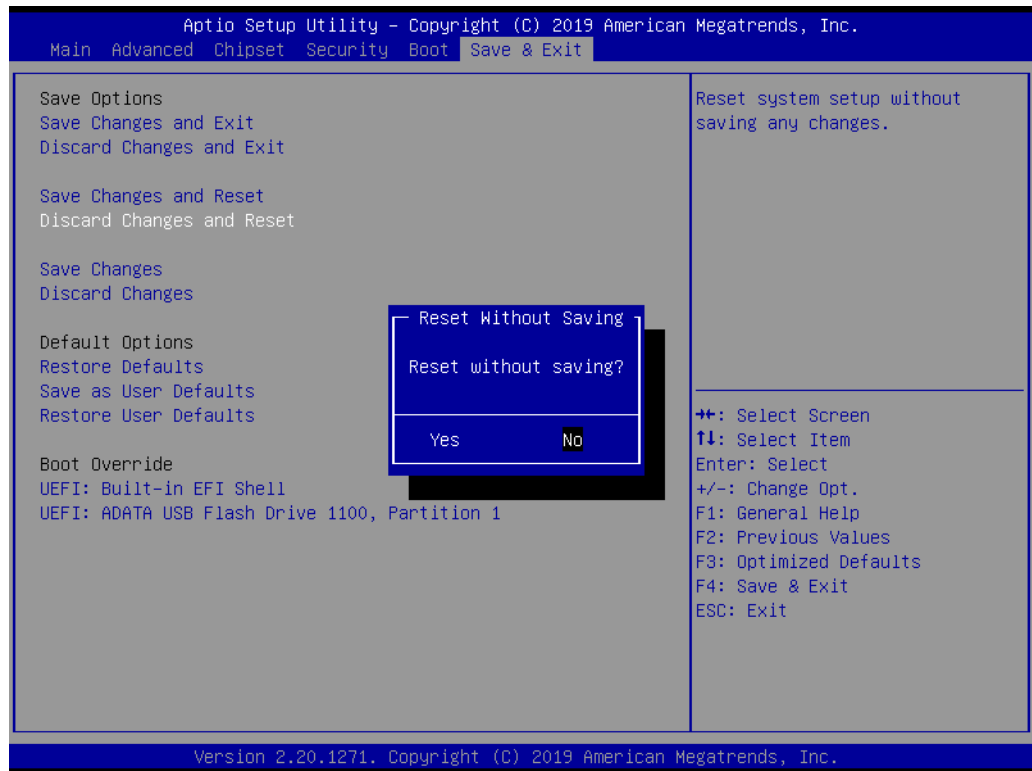 Aptio Setup Utility – Copyright (C) 2019 American Megatrends, Inc.
Main Advanced Chipset Security Boot Save & Exit
Save Options
Save Changes and Exit
Discard Changes and Exit
Save Changes and Reset
Discard Changes and Reset
Save Changes
Discard Changes
Default Options
Restore Defaults
Save as User Defaults
Restore User Defaults
Boot Override
UEFI: Built-in EFI Shell
UEFI: ADATA USB Flash Drive 1100, Partition 1
Reset Without Saving
Reset without saving?
Yes No
Reset system setup without
saving any changes.
→←: Select Screen
↑↓: Select Item
Enter: Select
+/-: Change Opt.
F1: General Help
F2: Previous Values
F3: Optimized Defaults
F4: Save & Exit
ESC: Exit
Version 2.20.1271. Copyright (C) 2019 American Megatrends, Inc.